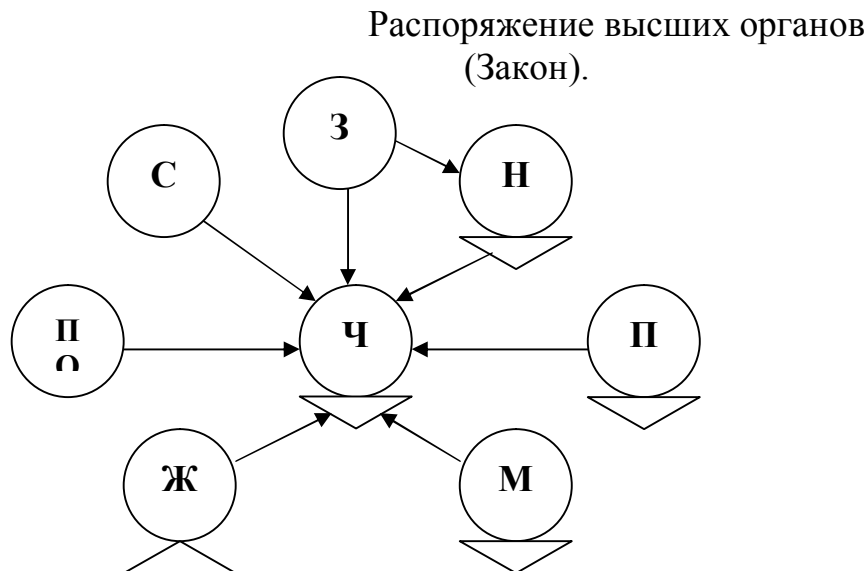 Распоряжение высших органов
(Закон).
З
С
Н
П
О
Ч
П
Ж
М